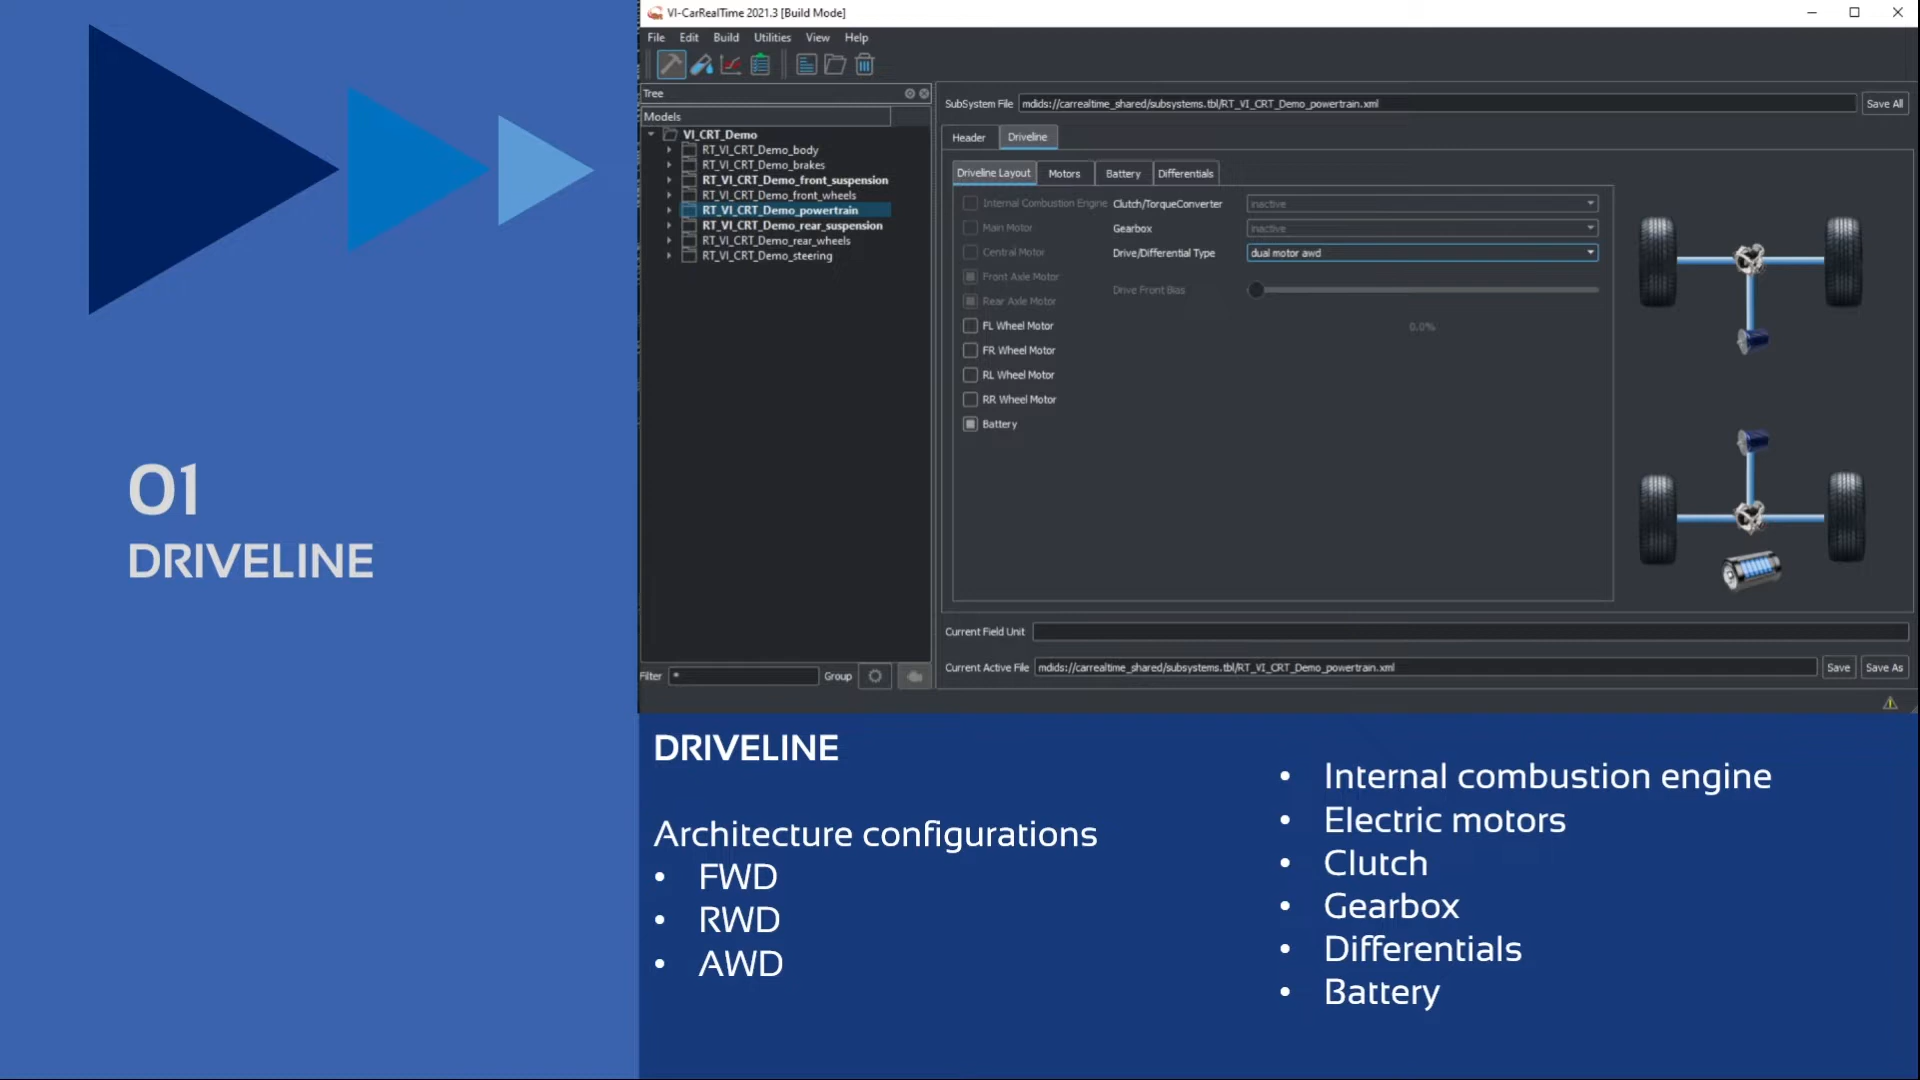 01
DRIVELINE
VI-CarRealTime 2021.3 [Build Mode]
File Edit Build Utilities View Help
Tree
Models
VI_CRT_Demo
RT_VI_CRT_Demo_body
RT_VI_CRT_Demo_brakes
RT_VI_CRT_Demo_front_suspension
RT_VI_CRT_Demo_front_wheels
RT_VI_CRT_Demo_powertrain
RT_VI_CRT_Demo_rear_suspension
RT_VI_CRT_Demo_rear_wheels
RT_VI_CRT_Demo_steering
Filter * Group
SubSystem File mdids://carrealtime_shared/subsystems.tbl/RT_VI_CRT_Demo_powertrain.xml Save All
Header Driveline
Driveline Layout Motors Battery Differentials
Internal Combustion Engine Clutch/TorqueConverter inactive
Main Motor Gearbox inactive
Central Motor Drive/Differential Type dual motor awd
Front Axle Motor Drive Front Bias
Rear Axle Motor
FL Wheel Motor 0.0%
FR Wheel Motor
RL Wheel Motor
RR Wheel Motor
Battery
Current Field Unit
Current Active File mdids://carrealtime_shared/subsystems.tbl/RT_VI_CRT_Demo_powertrain.xml Save Save As
DRIVELINE
Architecture configurations
• FWD
• RWD
• AWD
• Internal combustion engine
• Electric motors
• Clutch
• Gearbox
• Differentials
• Battery